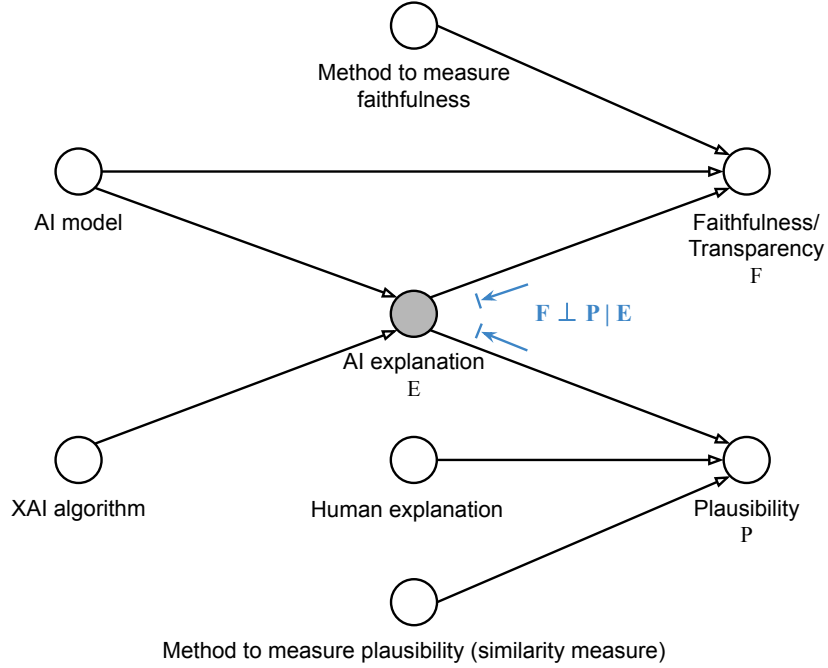 Method to measure
faithfulness
AI model
Faithfulness/
Transparency
F
F ⊥ P | E
AI explanation
E
XAI algorithm
Human explanation
Plausibility
P
Method to measure plausibility (similarity measure)